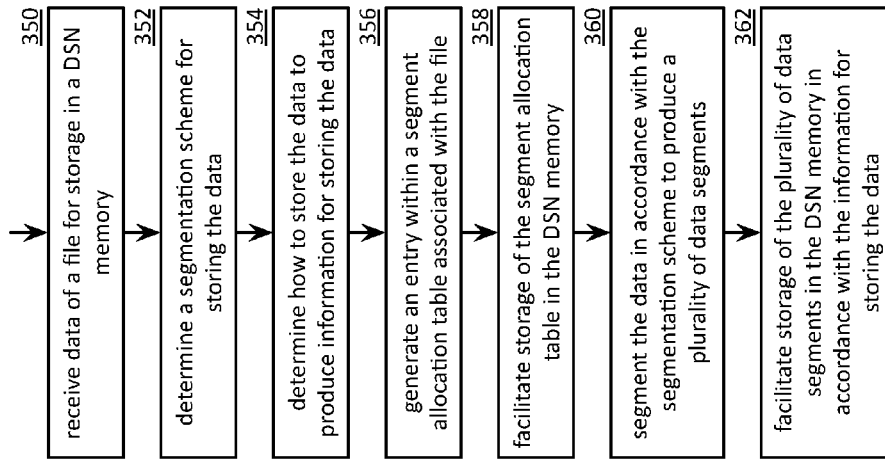 350
receive data of a file for storage in a DSN
memory
352
determine a segmentation scheme for
storing the data
354
determine how to store the data to
produce information for storing the data
356
generate an entry within a segment
allocation table associated with the file
358
facilitate storage of the segment allocation
table in the DSN memory
360
segment the data in accordance with the
segmentation scheme to produce a
plurality of data segments
362
facilitate storage of the plurality of data
segments in the DSN memory in
accordance with the information for
storing the data